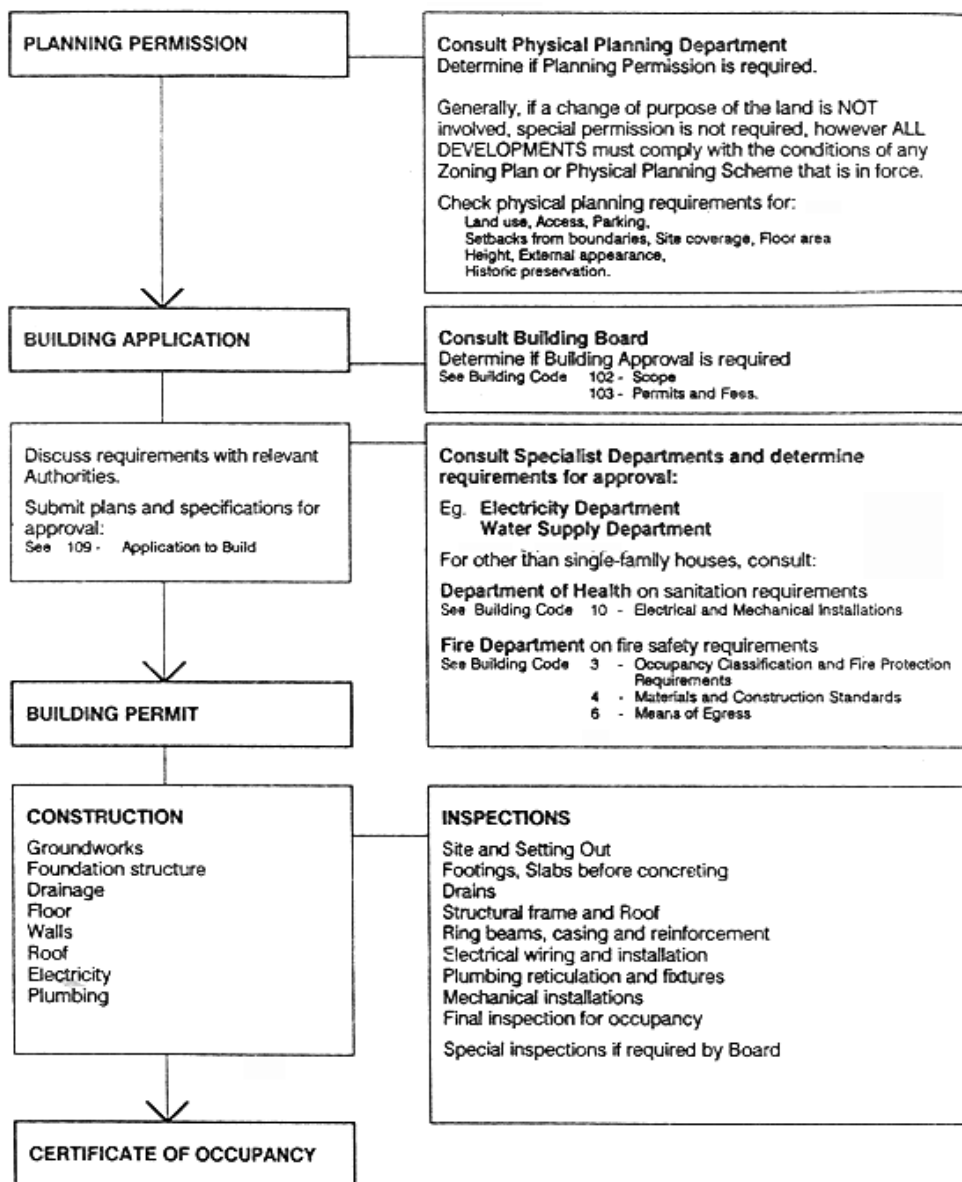 PLANNING PERMISSION
Consult Physical Planning Department
Determine if Planning Permission is required.
Generally, if a change of purpose of the land is NOT
involved, special permission is not required, however ALL
DEVELOPMENTS must comply with the conditions of any
Zoning Plan or Physical Planning Scheme that is in force.
Check physical planning requirements for:
Land use, Access, Parking,
Setbacks from boundaries, Site coverage, Floor area
Height, External appearance,
Historic preservation.
BUILDING APPLICATION
Consult Building Board
Determine if Building Approval is required
See Building Code 102 - Scope
103 - Permits and Fees.
Discuss requirements with relevant
Authorities.
Submit plans and specifications for
approval:
See 109 - Application to Build
Consult Specialist Departments and determine
requirements for approval:
Eg. Electricity Department
Water Supply Department
For other than single-family houses, consult:
Department of Health on sanitation requirements
See Building Code 10 - Electrical and Mechanical Installations
Fire Department on fire safety requirements
See Building Code 3 - Occupancy Classification and Fire Protection
Requirements
4 - Materials and Construction Standards
6 - Means of Egress
BUILDING PERMIT
CONSTRUCTION
Groundworks
Foundation structure
Drainage
Floor
Walls
Roof
Electricity
Plumbing
INSPECTIONS
Site and Setting Out
Footings, Slabs before concreting
Drains
Structural frame and Roof
Ring beams, casing and reinforcement
Electrical wiring and installation
Plumbing reticulation and fixtures
Mechanical installations
Final inspection for occupancy
Special inspections if required by Board
CERTIFICATE OF OCCUPANCY